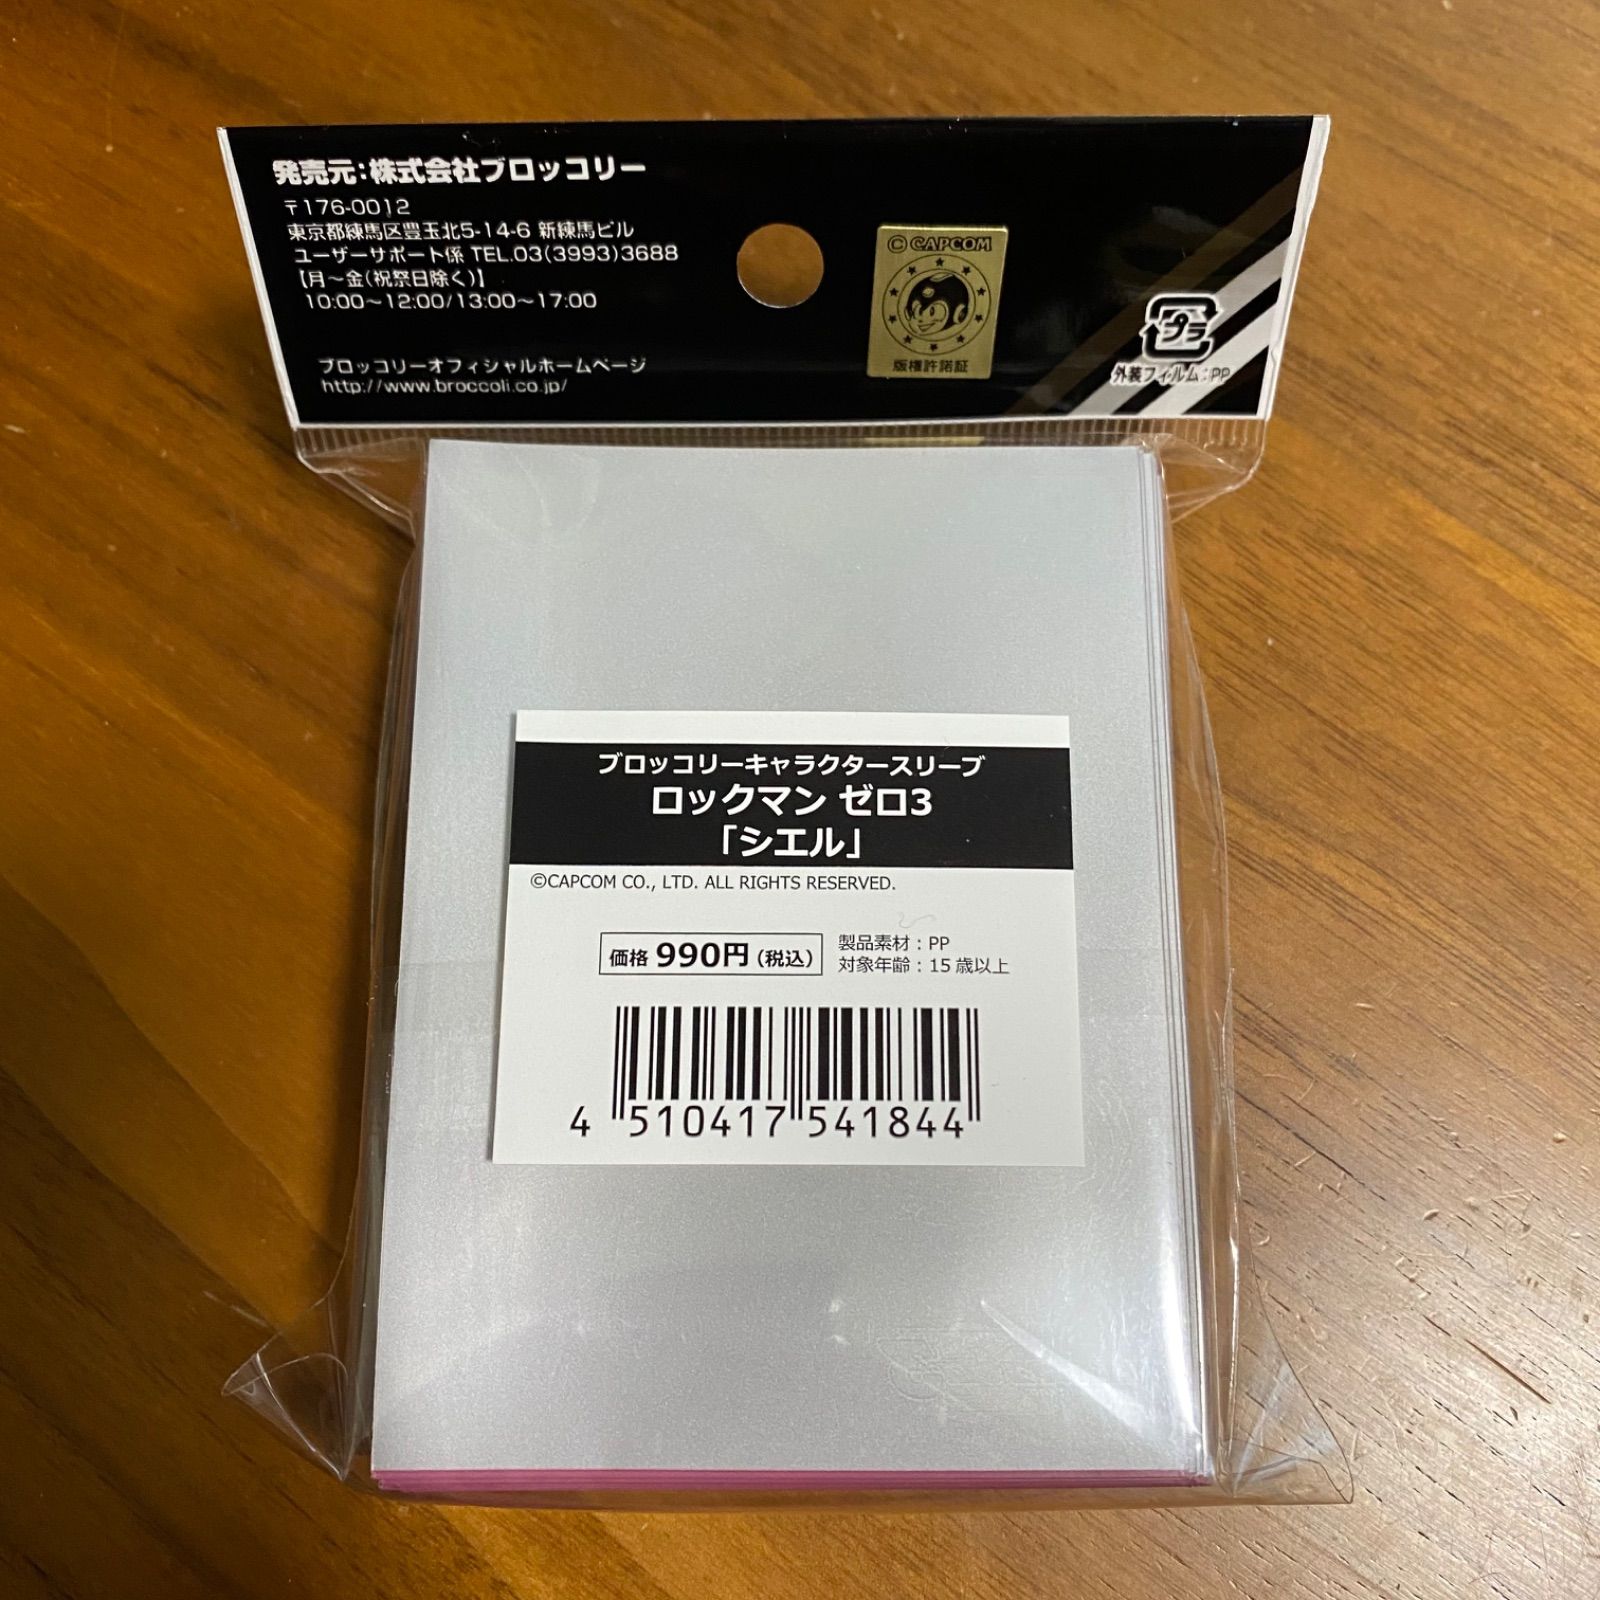 発売元：株式会社ブロッコリー
〒176-0012
東京都練馬区豊玉北5-14-6 新練馬ビル
ユーザーサポート係 TEL.03(3993)3688
【月～金(祝祭日除く)】
10:00～12:00/13:00～17:00
ブロッコリーオフィシャルホームページ
http://www.broccoli.co.jp/
©CAPCOM
版権許諾証
プラ
外装フィルム：PP
ブロッコリーキャラクタースリーブ
ロックマン ゼロ3
「シエル」
©CAPCOM CO., LTD. ALL RIGHTS RESERVED.
価格 990円（税込）
製品素材：PP
対象年齢：15歳以上
4 510417 541844